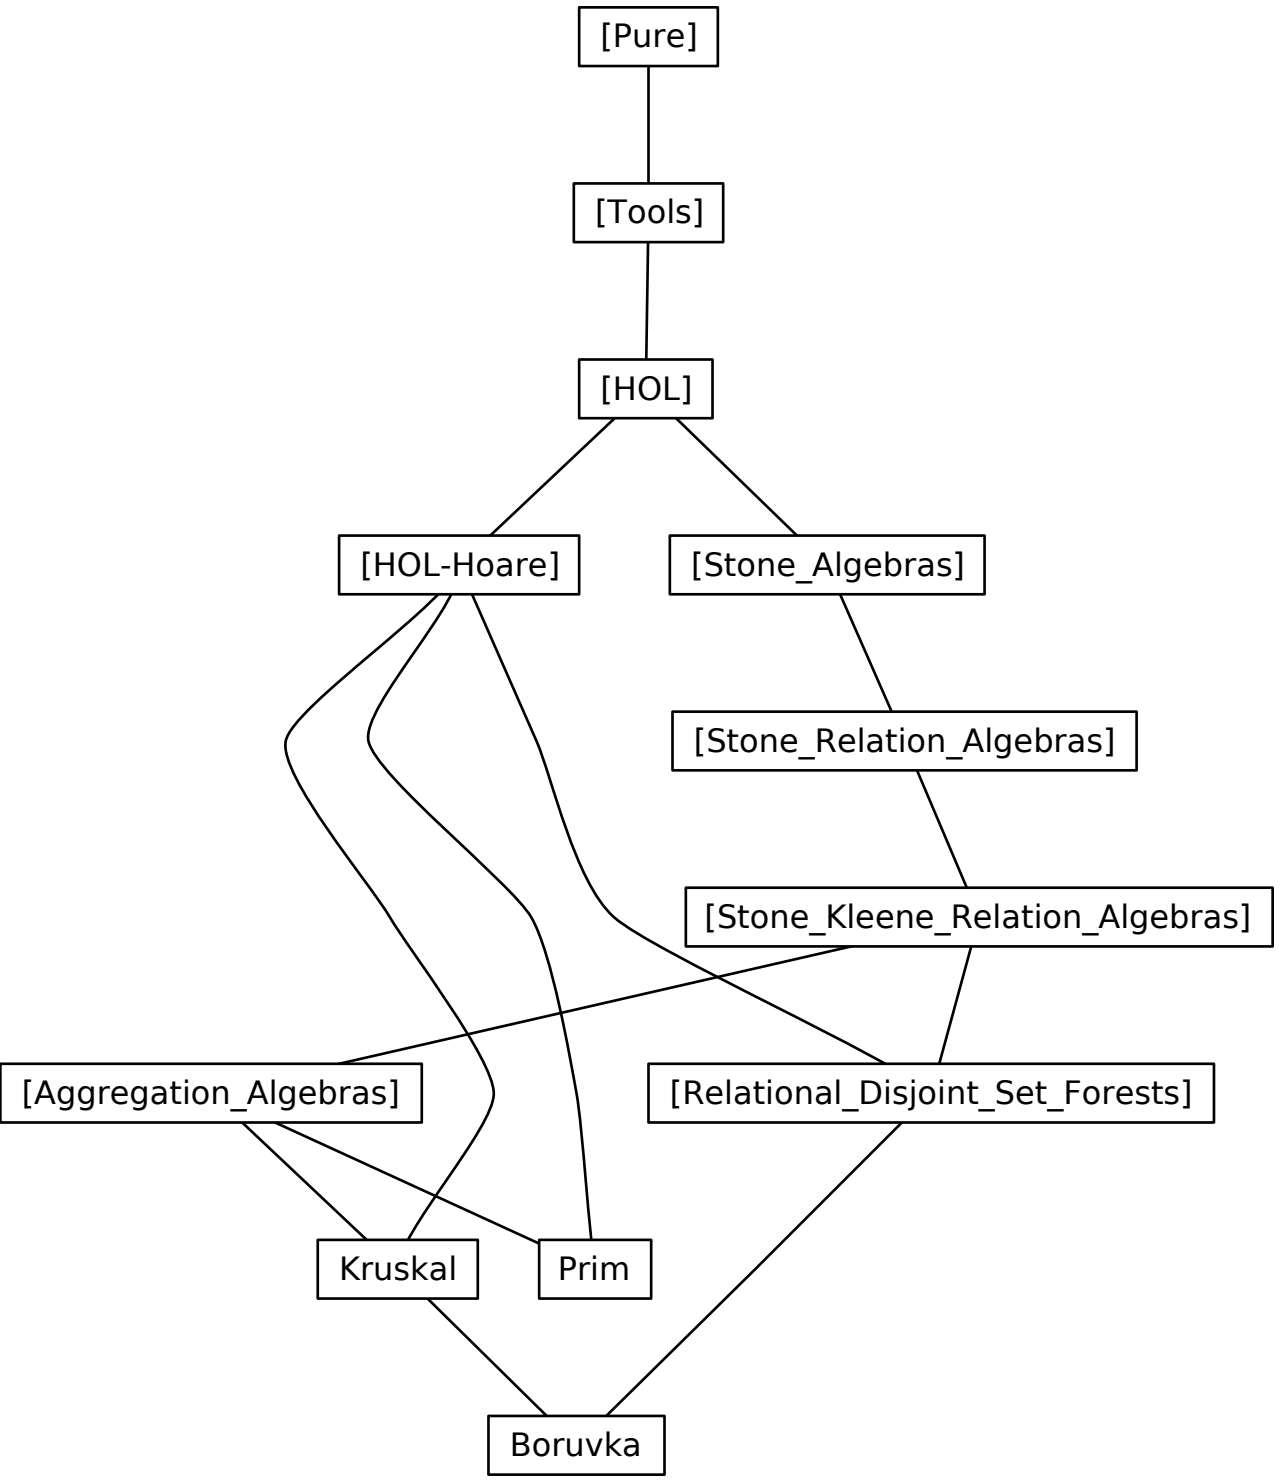 [Pure]
[Tools]
[HOL]
[HOL-Hoare]
[Stone_Algebras]
[Stone_Relation_Algebras]
[Stone_Kleene_Relation_Algebras]
[Aggregation_Algebras]
[Relational_Disjoint_Set_Forests]
Kruskal
Prim
Boruvka